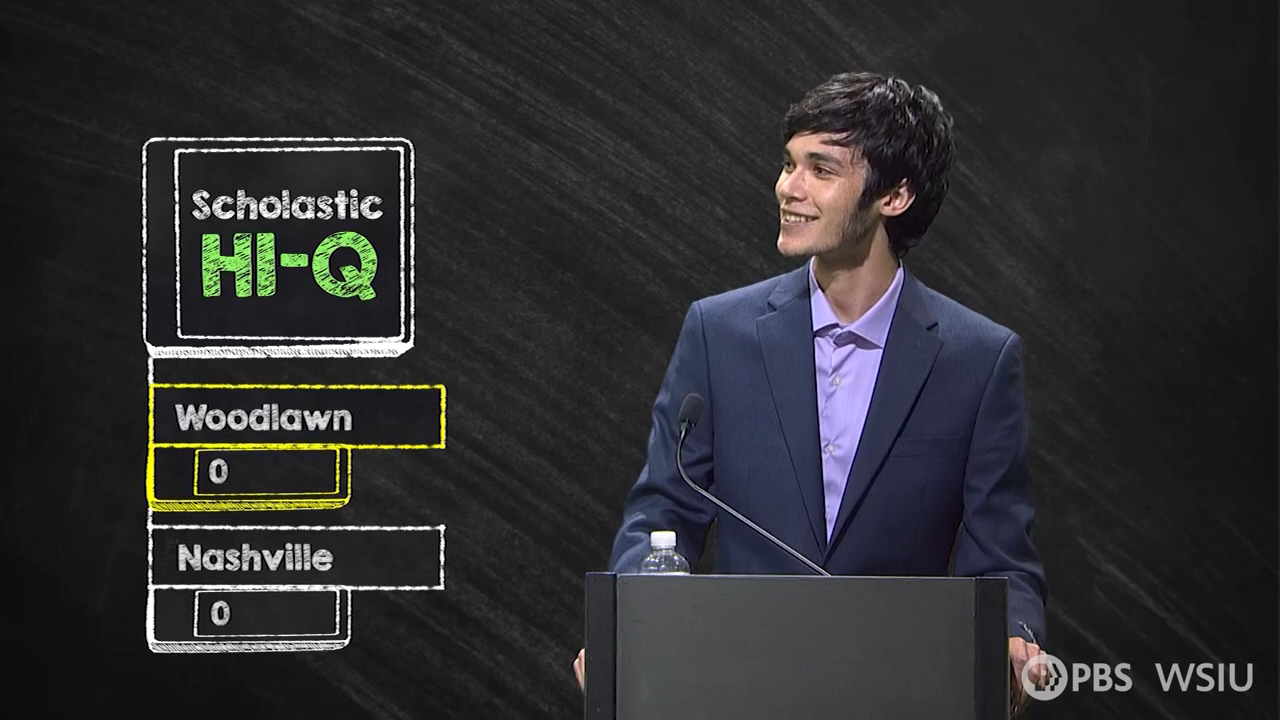 Scholastic
HI-Q
Woodlawn
0
Nashville
0
PBS WSIU